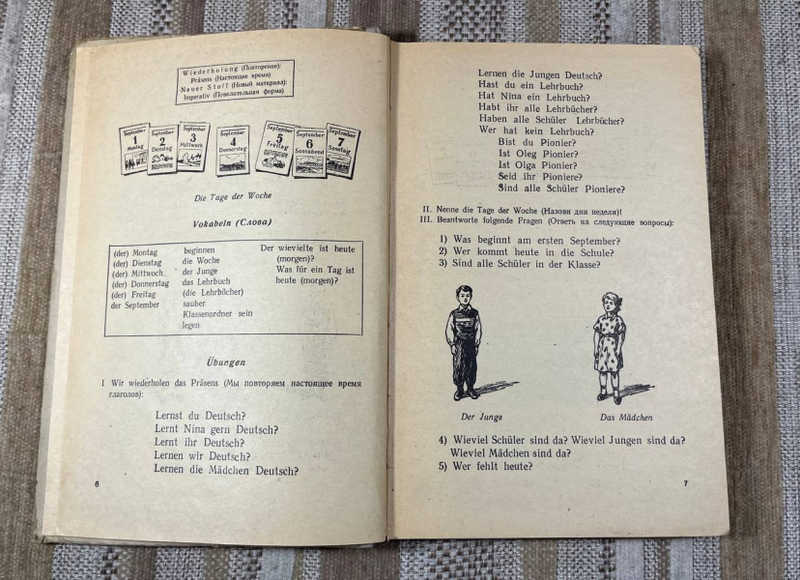 Wiederholung (Повторение):
Präsens (Настоящее время)
Neuer Stoff (Новый материал):
Imperativ (Повелительная форма)
September
1
Montag
September
2
Dienstag
September
3
Mittwoch
September
4
Donnerstag
September
5
Freitag
September
6
Sonnabend
September
7
Sonntag
Die Tage der Woche
Vokabeln (Слова)
(der) Montag
(der) Dienstag
(der) Mittwoch
(der) Donnerstag
(der) Freitag
der September
beginnen
die Woche
der Junge
das Lehrbuch
(die Lehrbücher)
sauber
Klassenordner sein
legen
Der wievielte ist heute
(morgen)?
Was für ein Tag ist
heute (morgen)?
Übungen
I Wir wiederholen das Präsens (Мы повторяем настоящее время
глаголов):
Lernst du Deutsch?
Lernt Nina gern Deutsch?
Lernt ihr Deutsch?
Lernen wir Deutsch?
Lernen die Mädchen Deutsch?
6
Lernen die Jungen Deutsch?
Hast du ein Lehrbuch?
Hat Nina ein Lehrbuch?
Habt ihr alle Lehrbücher?
Haben alle Schüler Lehrbücher?
Wer hat kein Lehrbuch?
Bist du Pionier?
Ist Oleg Pionier?
Ist Olga Pionier?
Seid ihr Pioniere?
Sind alle Schüler Pioniere?
II. Nenne die Tage der Woche (Назови дни недели)!
III. Beantworte folgende Fragen (Ответь на следующие вопросы):
1) Was beginnt am ersten September?
2) Wer kommt heute in die Schule?
3) Sind alle Schüler in der Klasse?
Der Junge
Das Mädchen
4) Wieviel Schüler sind da? Wieviel Jungen sind da?
Wieviel Mädchen sind da?
5) Wer fehlt heute?
7